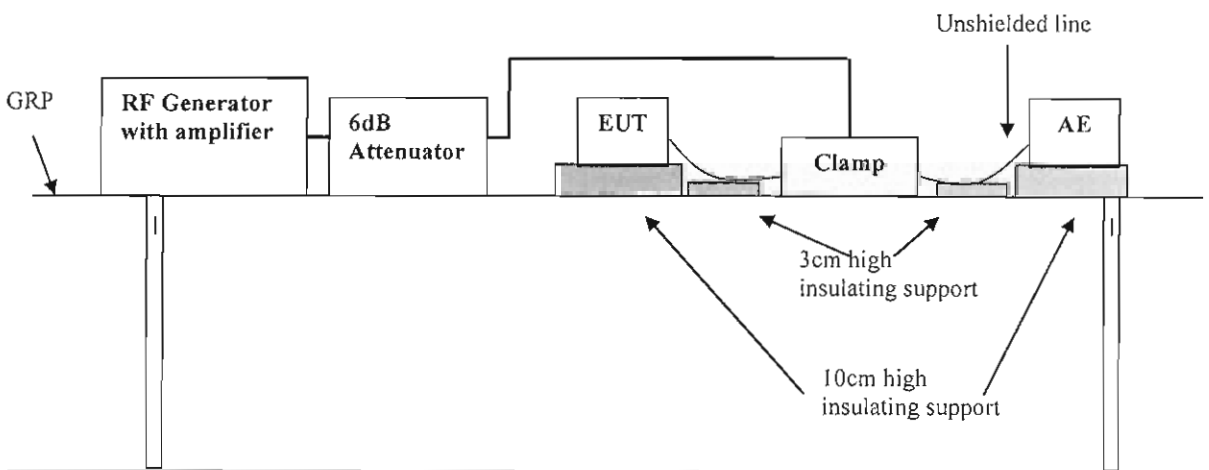 Unshielded line
GRP
RF Generator
with amplifier
6dB
Attenuator
EUT
Clamp
AE
3cm high
insulating support
10cm high
insulating support